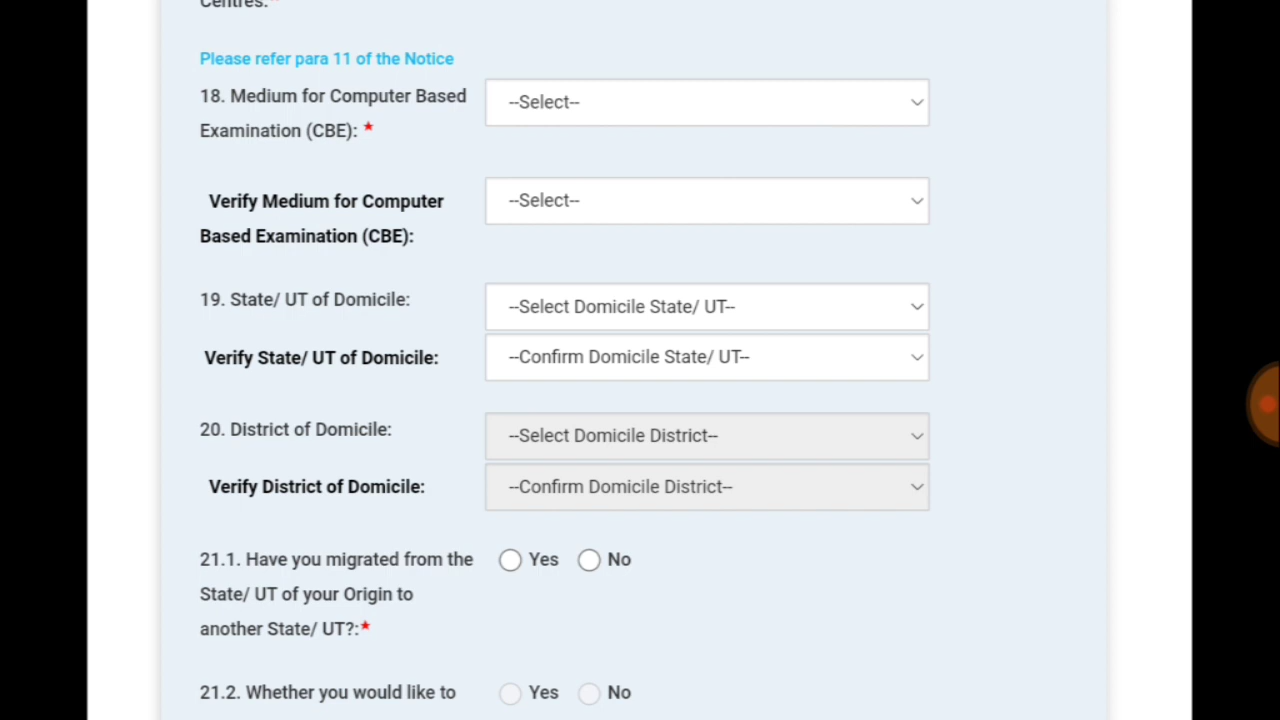 Centres:*
Please refer para 11 of the Notice
18. Medium for Computer Based
Examination (CBE): *
--Select--
Verify Medium for Computer
Based Examination (CBE):
--Select--
19. State/ UT of Domicile:
--Select Domicile State/ UT--
Verify State/ UT of Domicile:
--Confirm Domicile State/ UT--
20. District of Domicile:
--Select Domicile District--
Verify District of Domicile:
--Confirm Domicile District--
21.1. Have you migrated from the
State/ UT of your Origin to
another State/ UT?:*
Yes No
21.2. Whether you would like to
Yes No